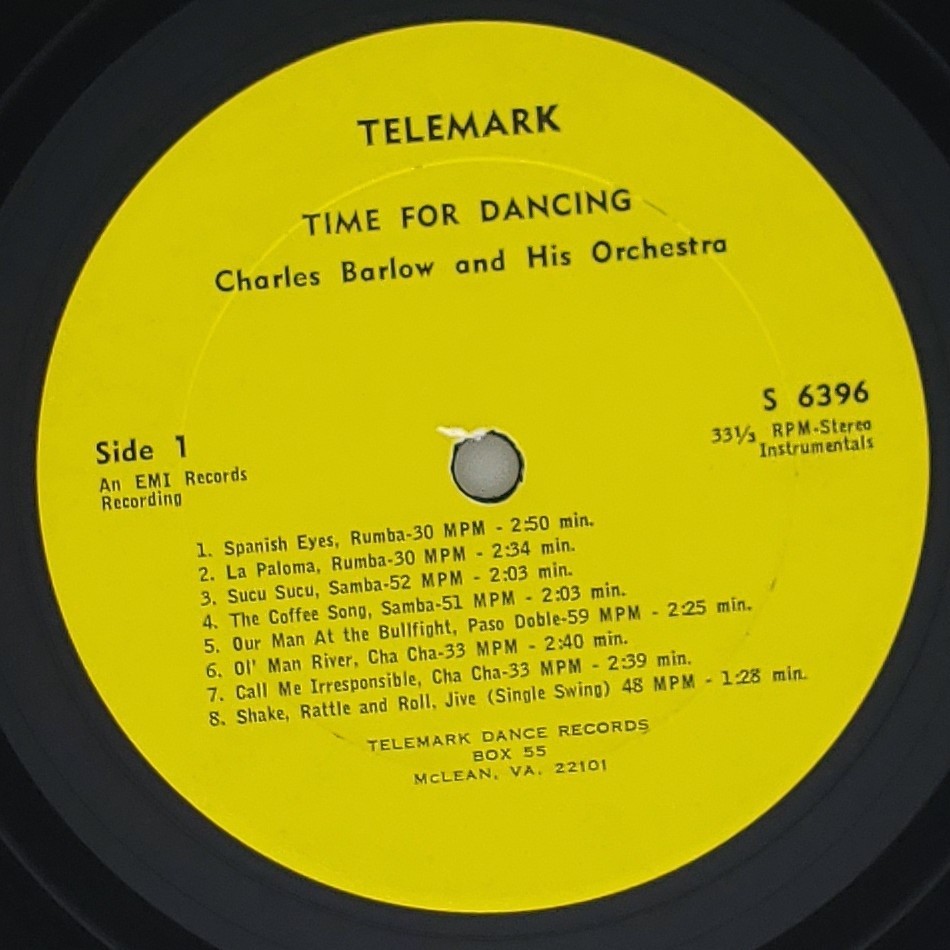 TELEMARK
TIME FOR DANCING
Charles Barlow and His Orchestra
S 6396
33⅓ RPM-Stereo
Instrumentals
Side 1
An EMI Records
Recording
1. Spanish Eyes, Rumba-30 MPM - 2:50 min.
2. La Paloma, Rumba-30 MPM - 2:34 min.
3. Sucu Sucu, Samba-52 MPM - 2:03 min.
4. The Coffee Song, Samba-51 MPM - 2:03 min.
5. Our Man At the Bullfight, Paso Doble-59 MPM - 2:25 min.
6. Ol' Man River, Cha Cha-33 MPM - 2:40 min.
7. Call Me Irresponsible, Cha Cha-33 MPM - 2:39 min.
8. Shake, Rattle and Roll, Jive (Single Swing) 48 MPM - 1:28 min.
TELEMARK DANCE RECORDS
BOX 55
McLEAN, VA. 22101